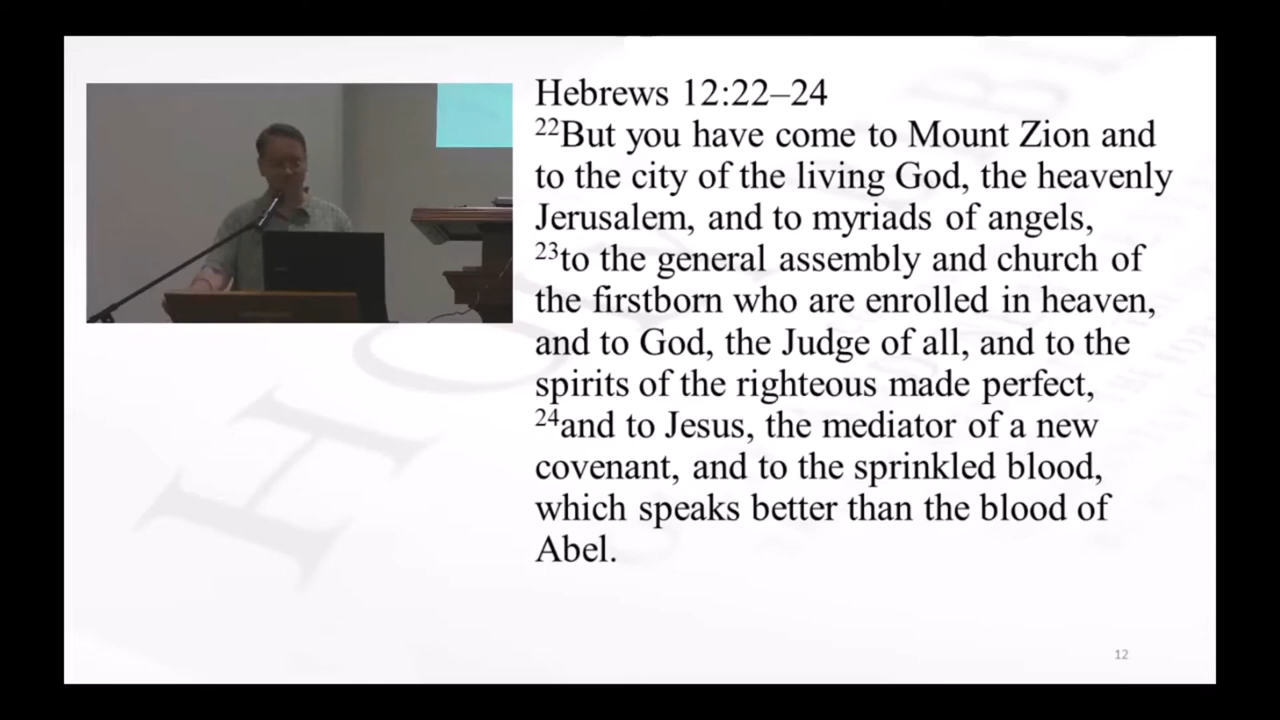 Hebrews 12:22–24
²²But you have come to Mount Zion and
to the city of the living God, the heavenly
Jerusalem, and to myriads of angels,
²³to the general assembly and church of
the firstborn who are enrolled in heaven,
and to God, the Judge of all, and to the
spirits of the righteous made perfect,
²⁴and to Jesus, the mediator of a new
covenant, and to the sprinkled blood,
which speaks better than the blood of
Abel.
12